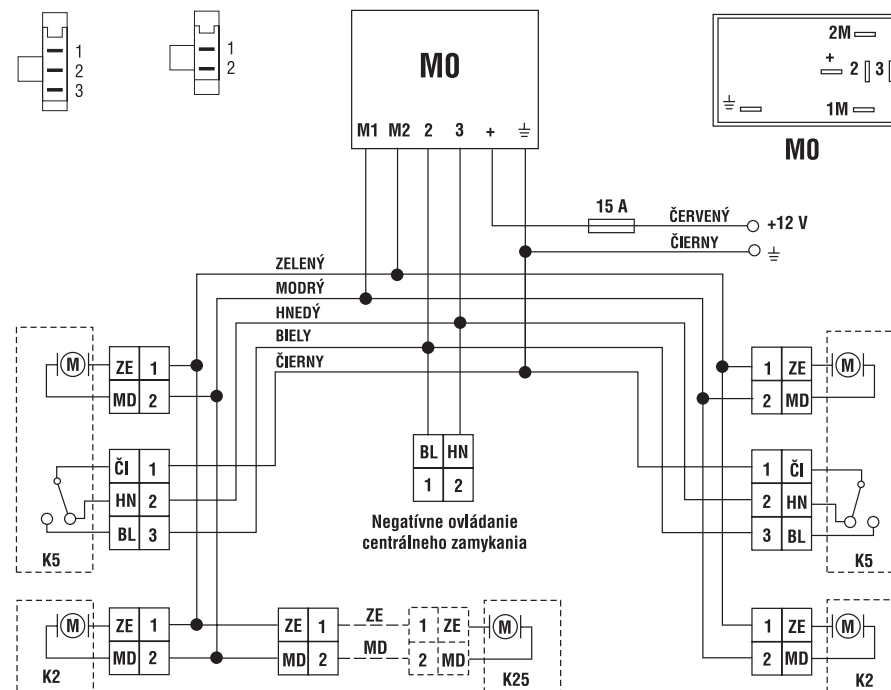 1
2
3
1
2
M0
M1 M2 2 3 + ⏚
2M
+ 2 3
⏚ 1M
M0
15 A
ČERVENÝ
+12 V
ČIERNY
⏚
ZELENÝ
MODRÝ
HNEDÝ
BIELY
ČIERNY
M
ZE 1
MD 2
1 ZE
2 MD
M
ČI 1
HN 2
BL 3
K5
BL HN
1 2
Negatívne ovládanie
centrálneho zamykania
1 ČI
2 HN
3 BL
K5
M
ZE 1
MD 2
K2
ZE 1
MD 2
ZE
MD
1 ZE
2 MD
M
K25
1 ZE
2 MD
M
K2